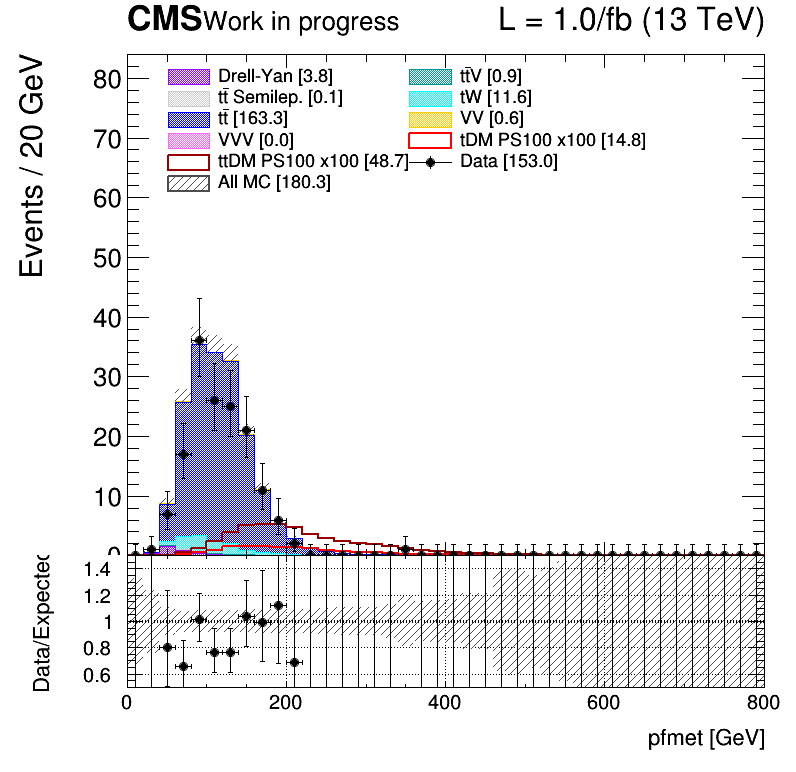 CMS Work in progress L = 1.0/fb (13 TeV)
Events / 20 GeV
80
70
60
50
40
30
20
10
0
Drell-Yan [3.8] tt̄V [0.9]
tt̄ Semilep. [0.1] tW [11.6]
tt̄ [163.3] VV [0.6]
VVV [0.0] tDM PS100 x100 [14.8]
ttDM PS100 x100 [48.7] Data [153.0]
All MC [180.3]
Data/Expected
1.4
1.2
1
0.8
0.6
0 200 400 600 800
pfmet [GeV]